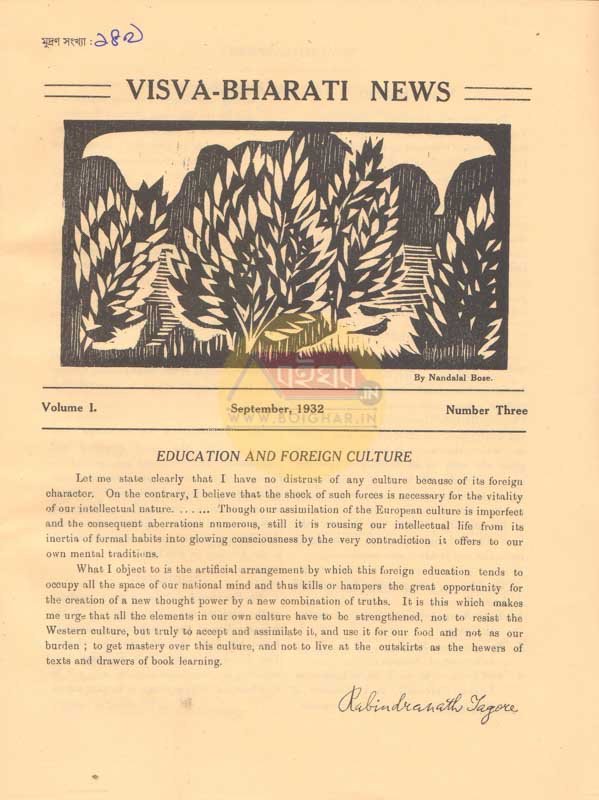 মুদ্রণ সংখ্যা : ১৪৩
VISVA-BHARATI NEWS
By Nandalal Bose.
বইঘর.IN
WWW.BOIGHAR.IN
Volume I. September, 1932 Number Three
EDUCATION AND FOREIGN CULTURE
Let me state clearly that I have no distrust of any culture because of its foreign
character. On the contrary, I believe that the shock of such forces is necessary for the vitality
of our intellectual nature. ...... Though our assimilation of the European culture is imperfect
and the consequent aberrations numerous, still it is rousing our intellectual life from its
inertia of formal habits into glowing consciousness by the very contradiction it offers to our
own mental traditions.
What I object to is the artificial arrangement by which this foreign education tends to
occupy all the space of our national mind and thus kills or hampers the great opportunity for
the creation of a new thought power by a new combination of truths. It is this which makes
me urge that all the elements in our own culture have to be strengthened, not to resist the
Western culture, but truly to accept and assimilate it, and use it for our food and not as our
burden ; to get mastery over this culture, and not to live at the outskirts as the hewers of
texts and drawers of book learning.
Rabindranath Tagore